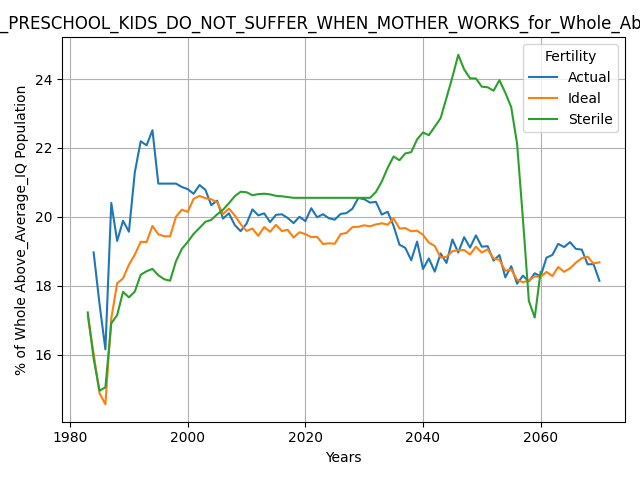 _PRESCHOOL_KIDS_DO_NOT_SUFFER_WHEN_MOTHER_WORKS_for_Whole_Ab
Fertility
Actual
Ideal
Sterile
% of Whole Above_Average_IQ Population
24
22
20
18
16
1980
2000
2020
2040
2060
Years